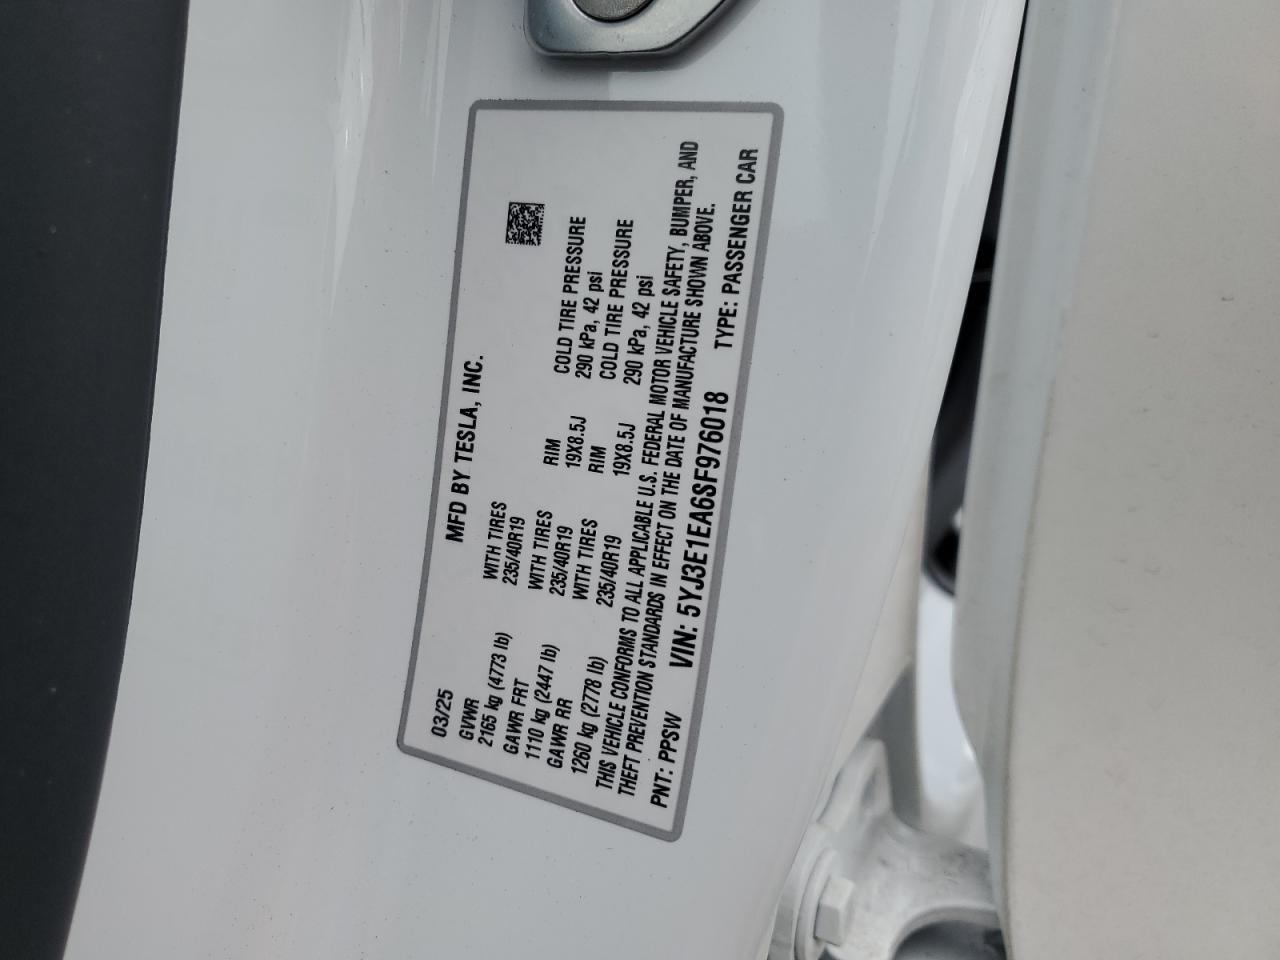 MFD BY TESLA, INC.
03/25
GVWR
2165 kg (4773 lb)
WITH TIRES
235/40R19
RIM
19X8.5J
COLD TIRE PRESSURE
290 kPa, 42 psi
GAWR FRT
1110 kg (2447 lb)
WITH TIRES
235/40R19
RIM
19X8.5J
COLD TIRE PRESSURE
290 kPa, 42 psi
GAWR RR
1260 kg (2778 lb)
WITH TIRES
235/40R19
THIS VEHICLE CONFORMS TO ALL APPLICABLE U.S. FEDERAL MOTOR VEHICLE SAFETY, BUMPER, AND
THEFT PREVENTION STANDARDS IN EFFECT ON THE DATE OF MANUFACTURE SHOWN ABOVE.
PNT: PPSW VIN: 5YJ3E1EA6SF976018 TYPE: PASSENGER CAR